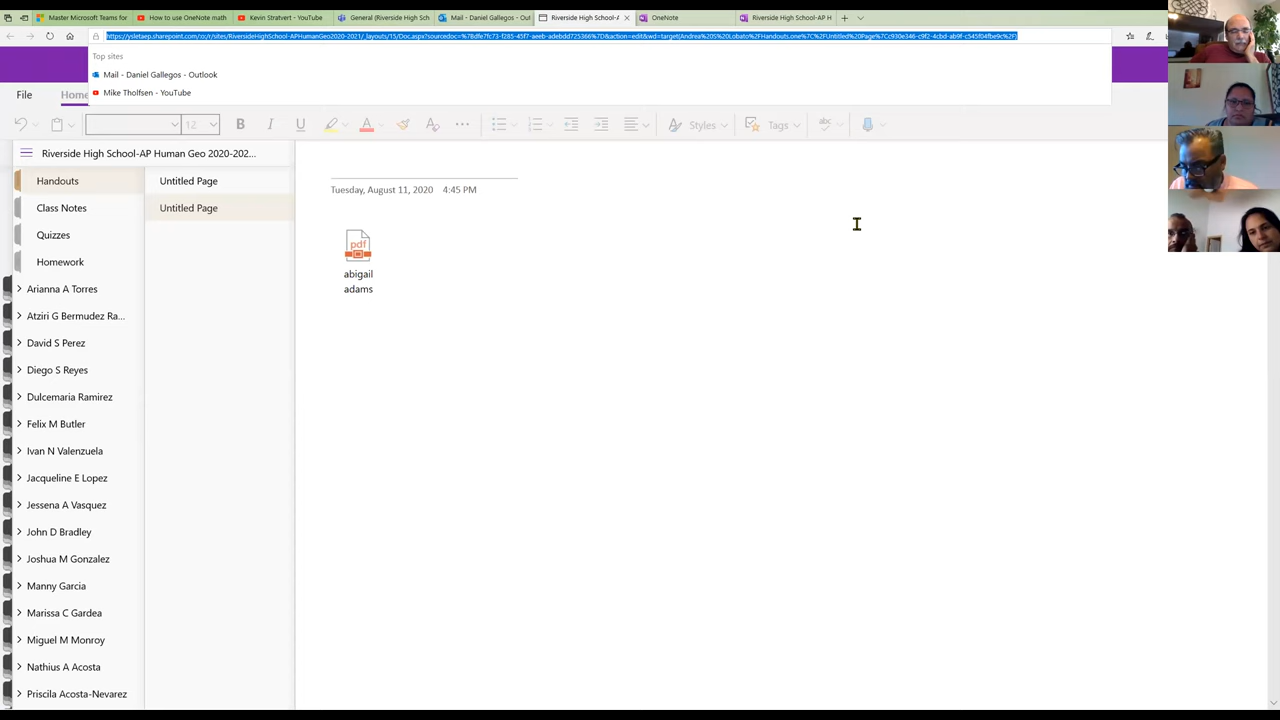 Master Microsoft Teams for
How to use OneNote math
Kevin Stratvert - YouTube
General (Riverside High Sch
Mail - Daniel Gallegos - Out
Riverside High School-A
OneNote
Riverside High School-AP H
Top sites
Mail - Daniel Gallegos - Outlook
Mike Tholfsen - YouTube
File
Home
12
B I U
Styles
Tags
abc
Riverside High School-AP Human Geo 2020-202...
Handouts
Class Notes
Quizzes
Homework
Arianna A Torres
Atziri G Bermudez Ra...
David S Perez
Diego S Reyes
Dulcemaria Ramirez
Felix M Butler
Ivan N Valenzuela
Jacqueline E Lopez
Jessena A Vasquez
John D Bradley
Joshua M Gonzalez
Manny Garcia
Marissa C Gardea
Miguel M Monroy
Nathius A Acosta
Priscila Acosta-Nevarez
Untitled Page
Untitled Page
Tuesday, August 11, 2020 4:45 PM
pdf
abigail
adams